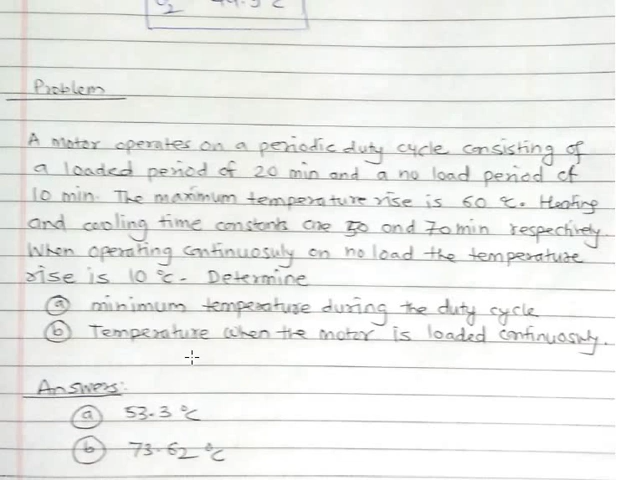 Problem
A motor operates on a periodic duty cycle consisting of
a loaded period of 20 min and a no load period of
10 min. The maximum temperature rise is 60 °c. Heating
and cooling time constants are 50 and 70 min respectively
When operating continuosuly on no load the temperature
rise is 10 °c. Determine
(a) minimum temperature during the duty cycle
(b) Temperature when the motor is loaded continuosuly.
Answers:
(a) 53.3 °c
(b) 73.62 °c